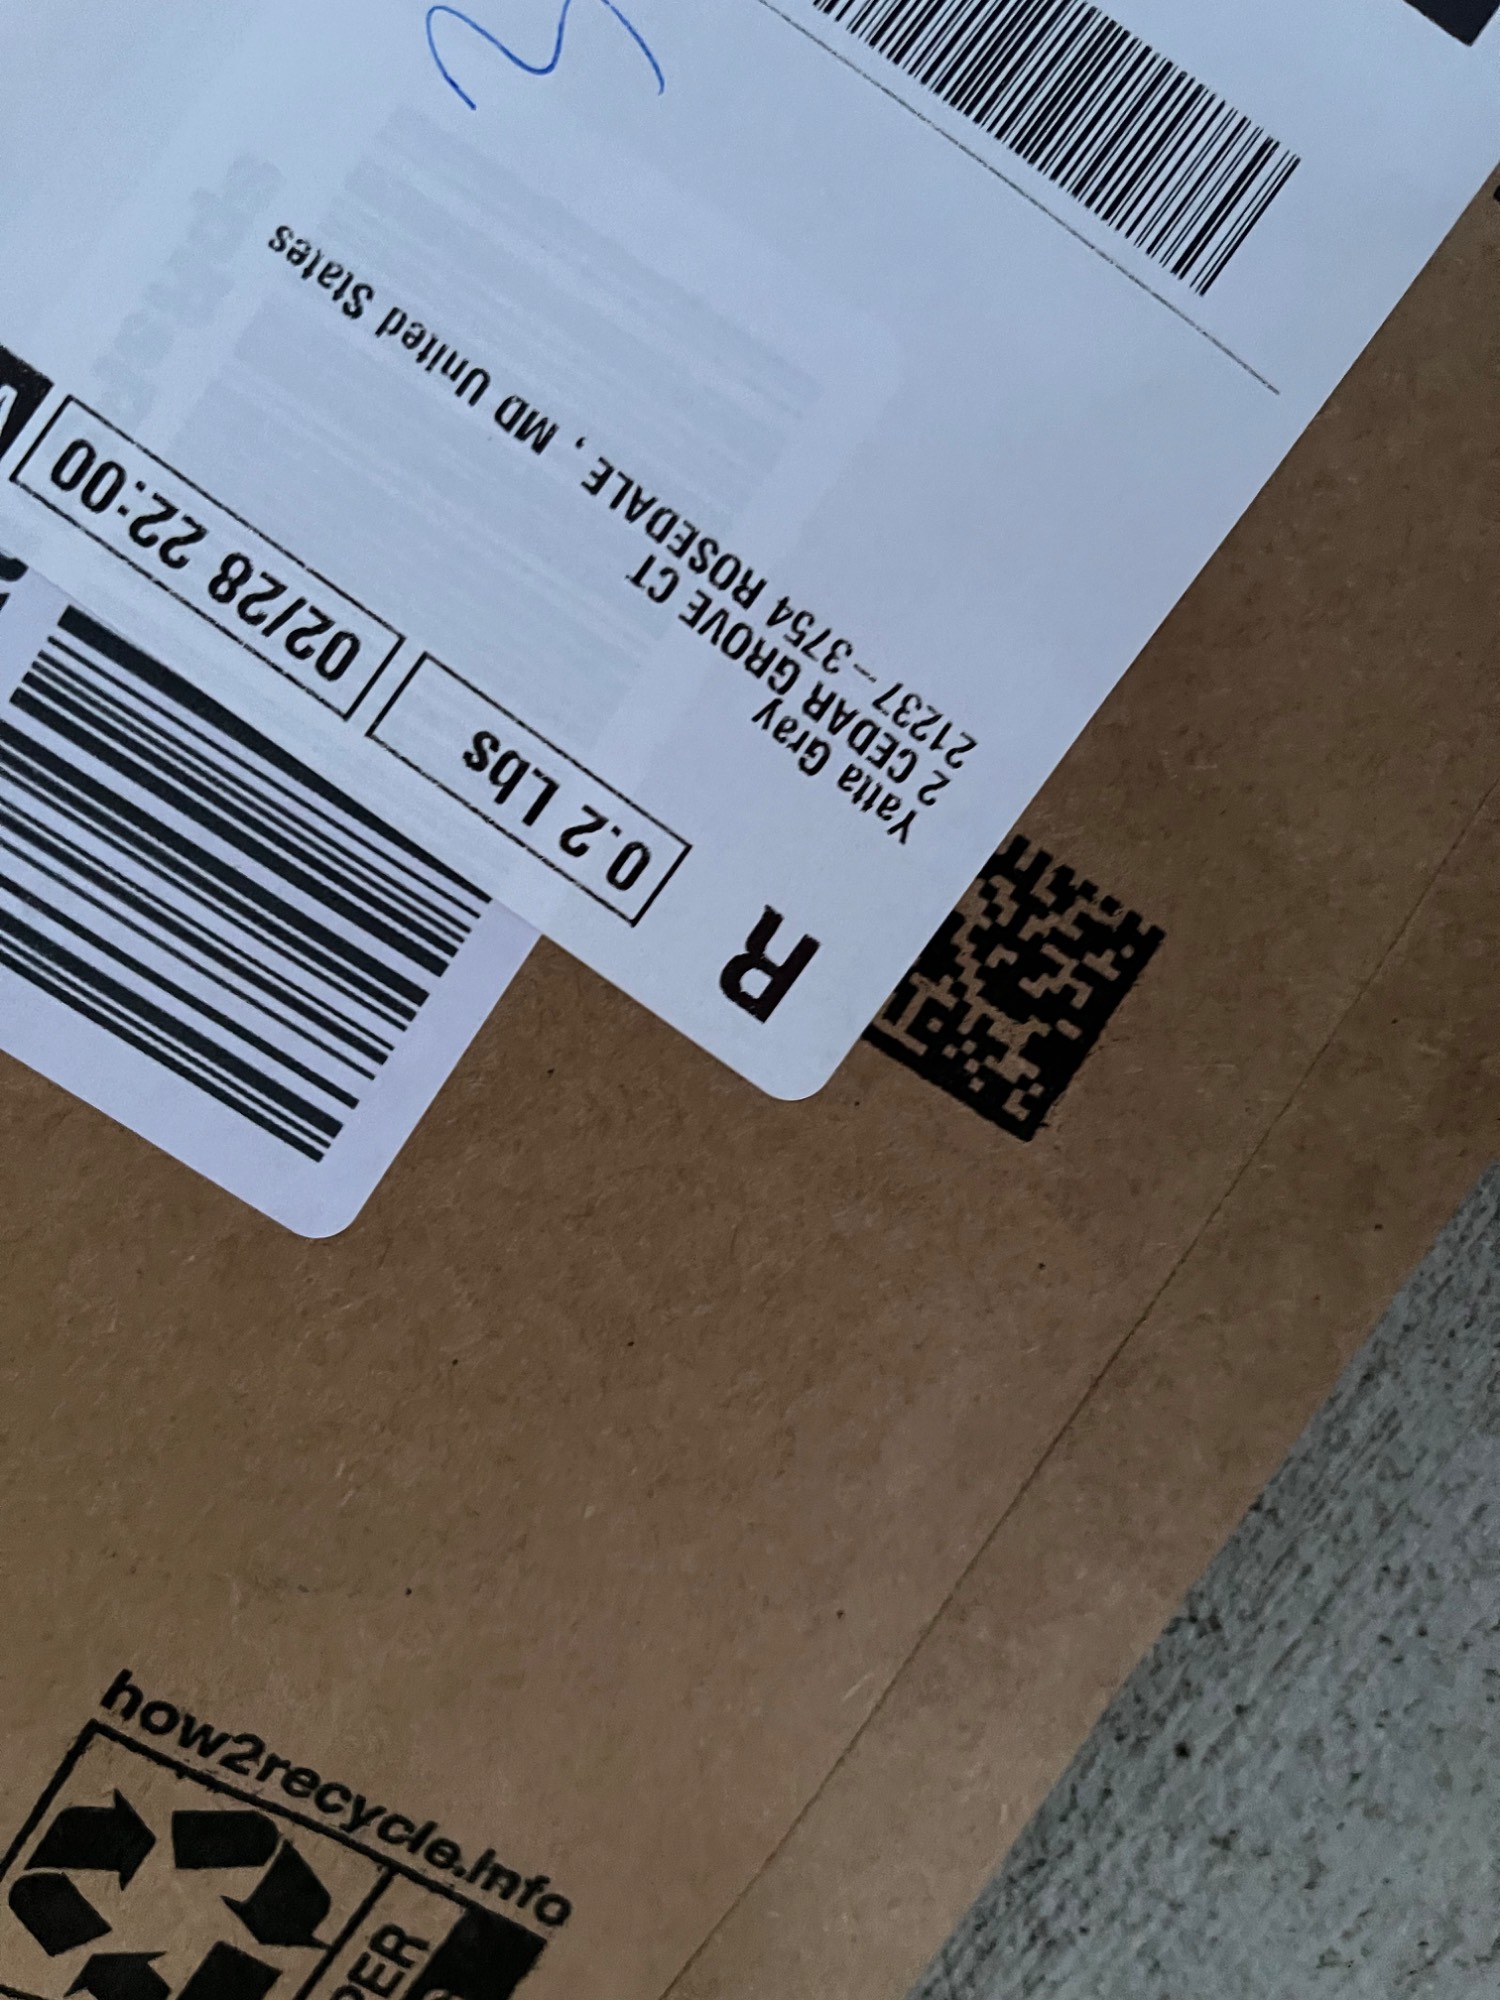 R
Yatta Gray
2 CEDAR GROVE CT
21237-3754 ROSEDALE , MD United States
0.2 Lbs
02/28 22:00
how2recycle.info